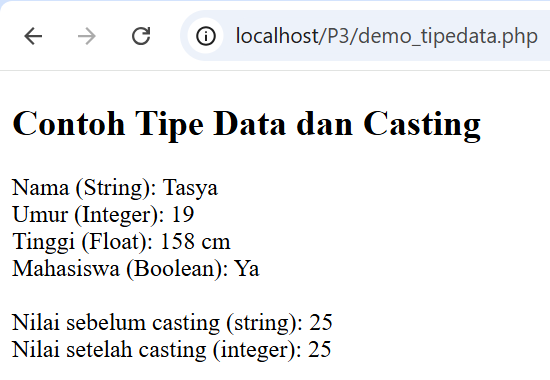 localhost/P3/demo_tipedata.php
Contoh Tipe Data dan Casting
Nama (String): Tasya
Umur (Integer): 19
Tinggi (Float): 158 cm
Mahasiswa (Boolean): Ya
Nilai sebelum casting (string): 25
Nilai setelah casting (integer): 25